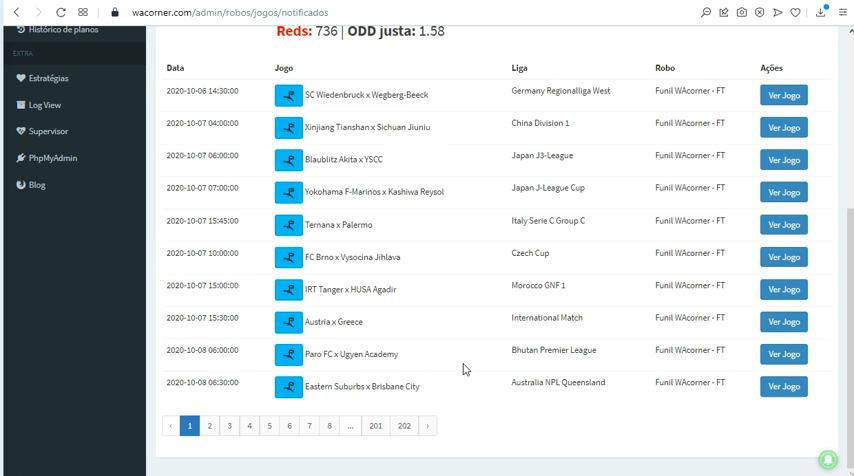 wacorner.com/admin/robos/jogos/notificados
Histórico de planos
EXTRA
Estratégias
Log View
Supervisor
PhpMyAdmin
Blog
Reds: 736 | ODD justa: 1.58
Data Jogo Liga Robo Ações
2020-10-06 14:30:00 SC Wiedenbruck x Wegberg-Beeck Germany Regionalliga West Funil WAcorner - FT Ver Jogo
2020-10-07 04:00:00 Xinjiang Tianshan x Sichuan Jiuniu China Division 1 Funil WAcorner - FT Ver Jogo
2020-10-07 06:00:00 Blaublitz Akita x YSCC Japan J3-League Funil WAcorner - FT Ver Jogo
2020-10-07 07:00:00 Yokohama F-Marinos x Kashiwa Reysol Japan J-League Cup Funil WAcorner - FT Ver Jogo
2020-10-07 15:45:00 Ternana x Palermo Italy Serie C Group C Funil WAcorner - FT Ver Jogo
2020-10-07 10:00:00 FC Brno x Vysocina Jihlava Czech Cup Funil WAcorner - FT Ver Jogo
2020-10-07 15:00:00 IRT Tanger x HUSA Agadir Morocco GNF 1 Funil WAcorner - FT Ver Jogo
2020-10-07 15:30:00 Austria x Greece International Match Funil WAcorner - FT Ver Jogo
2020-10-08 06:00:00 Paro FC x Ugyen Academy Bhutan Premier League Funil WAcorner - FT Ver Jogo
2020-10-08 06:30:00 Eastern Suburbs x Brisbane City Australia NPL Queensland Funil WAcorner - FT Ver Jogo
‹ 1 2 3 4 5 6 7 8 ... 201 202 ›